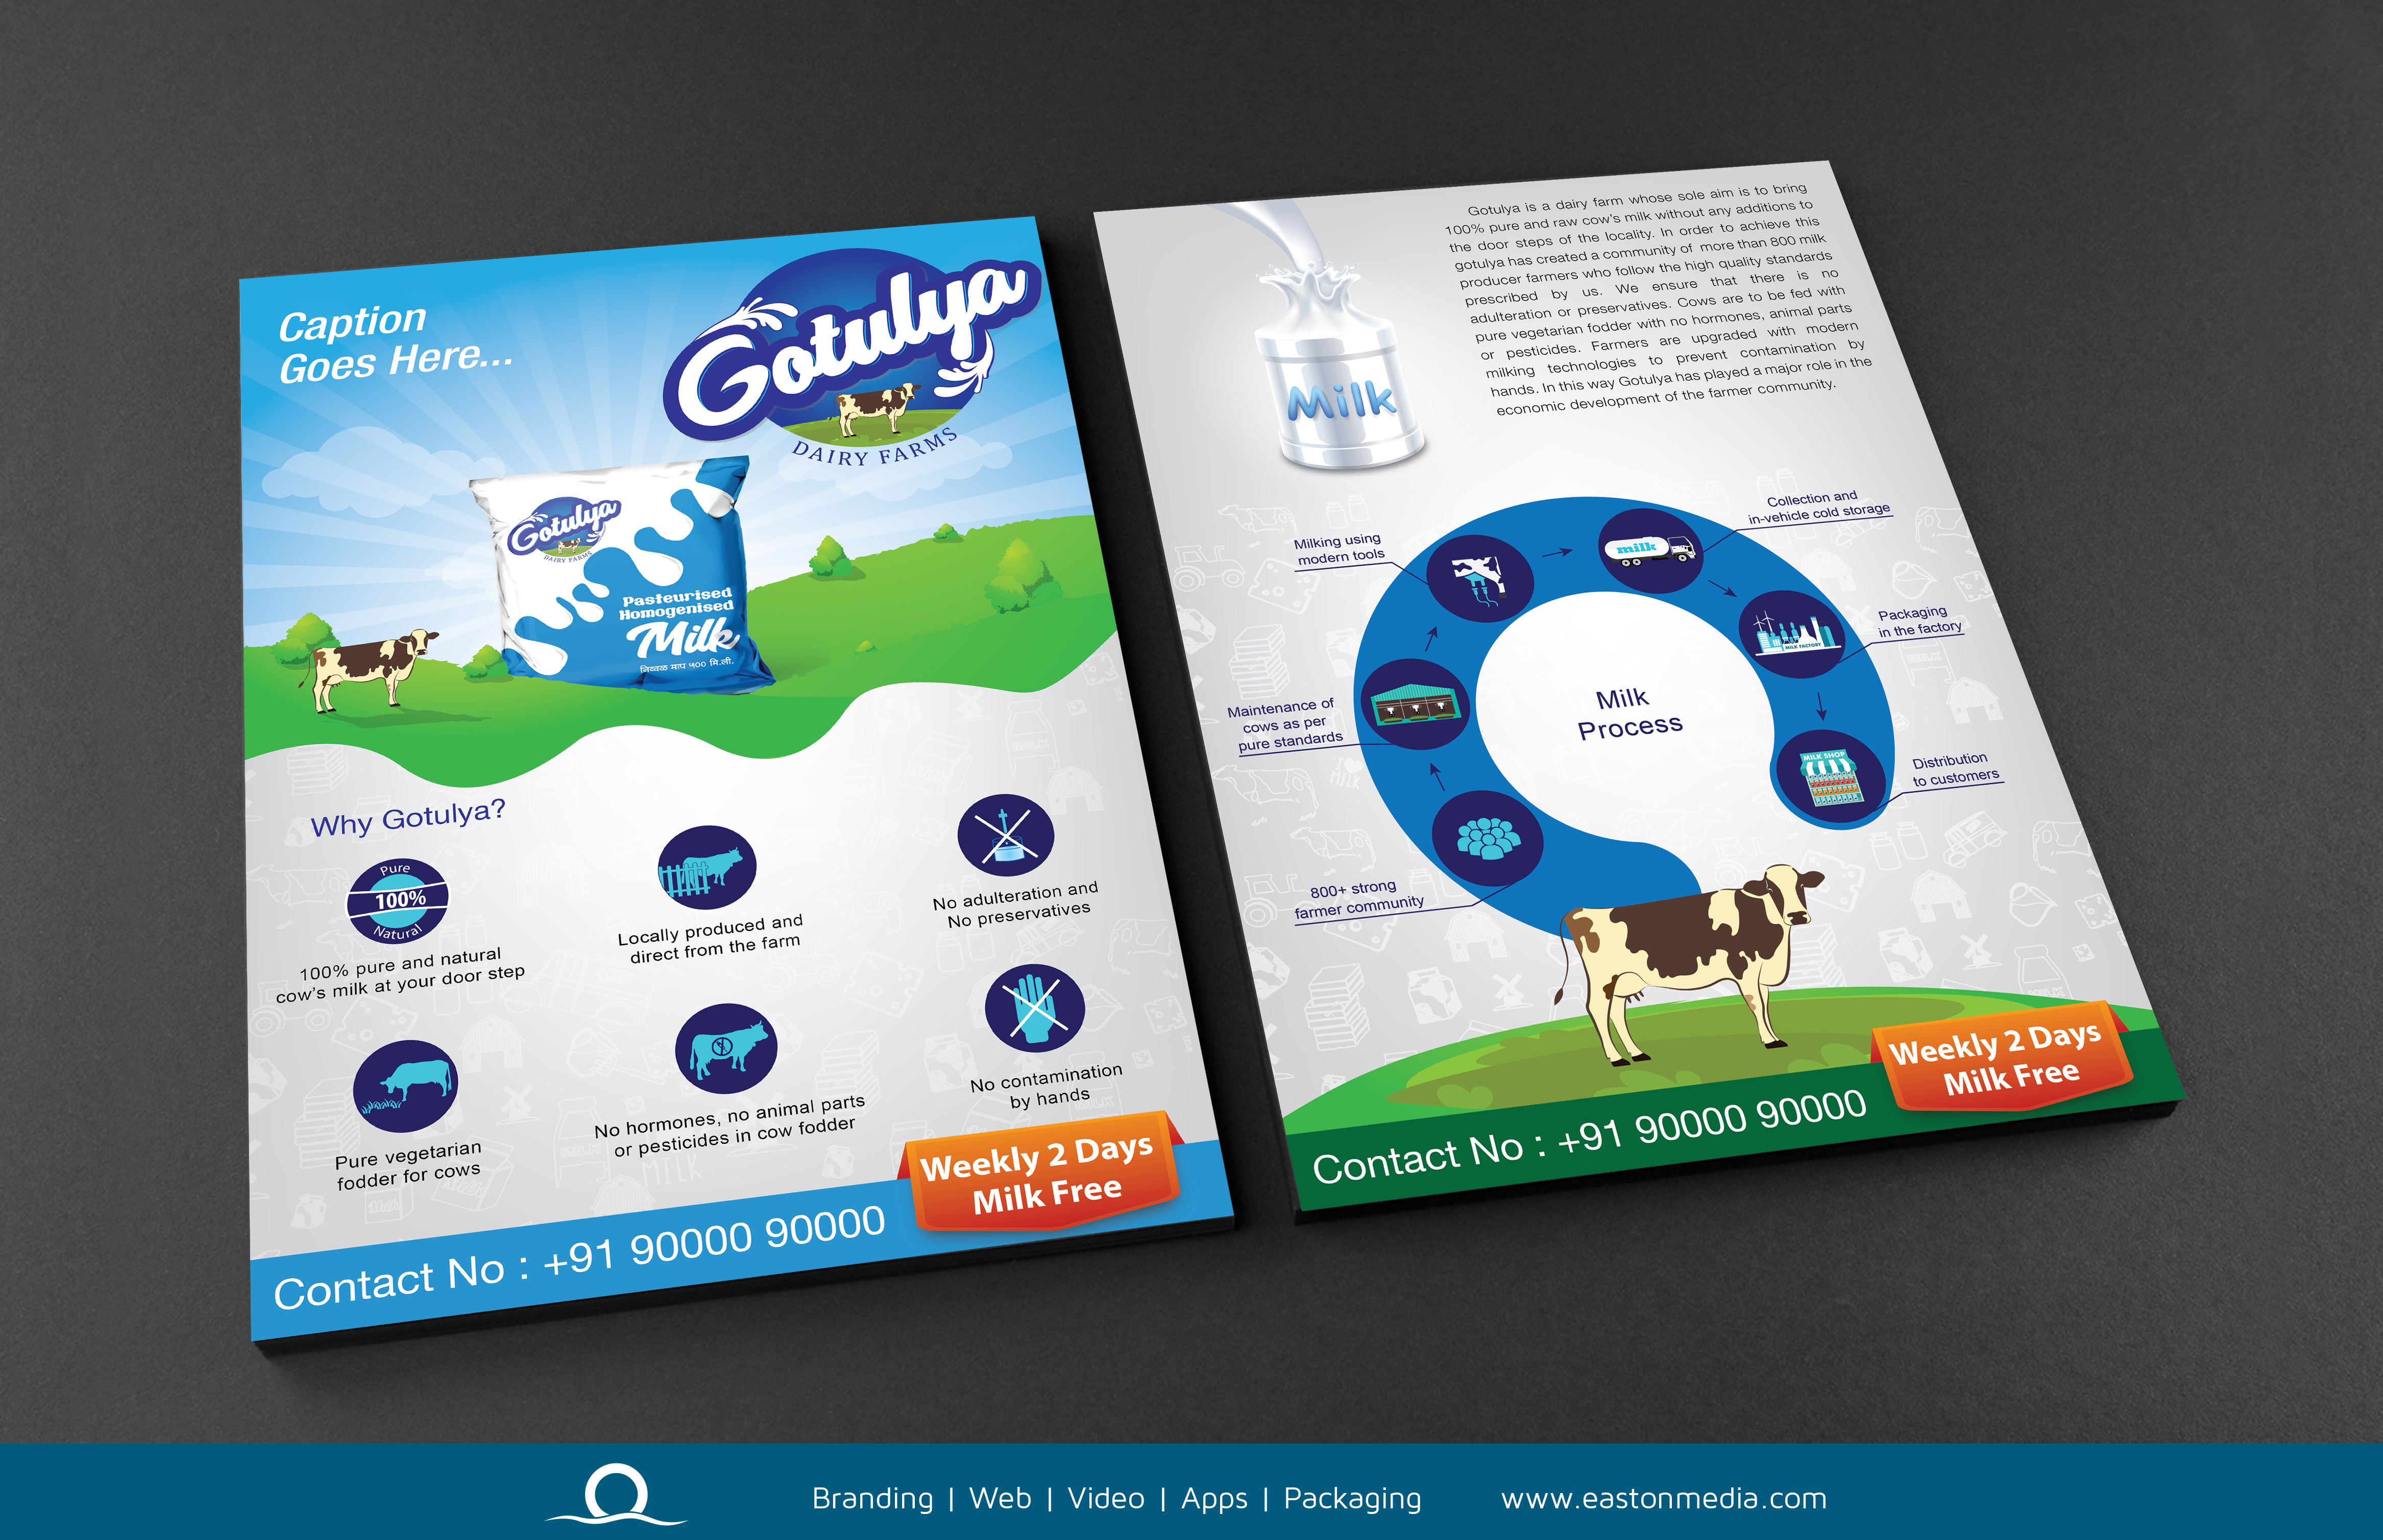 Caption
Goes Here...
Gotulya
DAIRY FARMS
Gotulya
DAIRY FARMS
Pasteurised
Homogenised
Milk
निव्वळ माप ५०० मि.ली.
Why Gotulya?
Pure
100%
Natural
100% pure and natural
cow's milk at your door step
Locally produced and
direct from the farm
No adulteration and
No preservatives
Pure vegetarian
fodder for cows
No hormones, no animal parts
or pesticides in cow fodder
No contamination
by hands
Weekly 2 Days
Milk Free
Contact No : +91 90000 90000
Gotulya is a dairy farm whose sole aim is to bring
100% pure and raw cow's milk without any additions to
the door steps of the locality. In order to achieve this
gotulya has created a community of more than 800 milk
producer farmers who follow the high quality standards
prescribed by us. We ensure that there is no
adulteration or preservatives. Cows are to be fed with
pure vegetarian fodder with no hormones, animal parts
or pesticides. Farmers are upgraded with modern
milking technologies to prevent contamination by
hands. In this way Gotulya has played a major role in the
economic development of the farmer community.
Milk
Milking using
modern tools
Collection and
in-vehicle cold storage
milk
Packaging
in the factory
MILK FACTORY
Maintenance of
cows as per
pure standards
Milk
Process
Distribution
to customers
MILK SHOP
800+ strong
farmer community
Weekly 2 Days
Milk Free
Contact No : +91 90000 90000
Branding | Web | Video | Apps | Packaging
www.eastonmedia.com